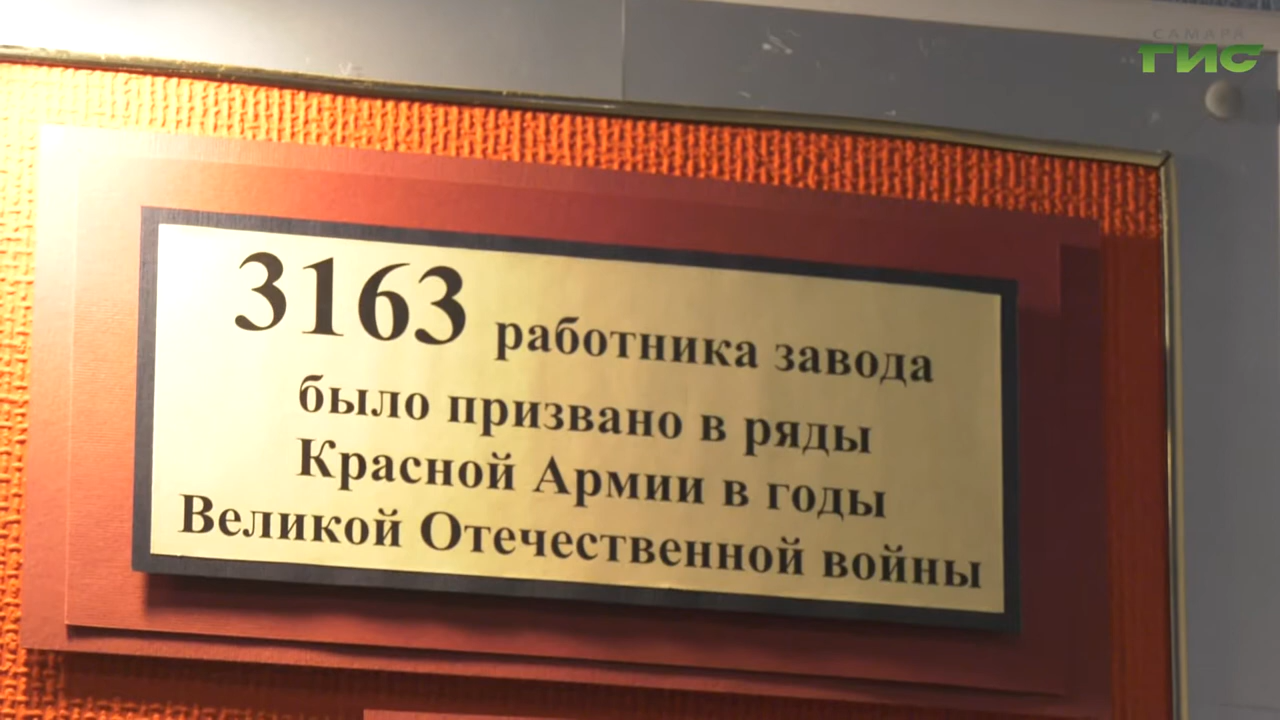 САМАРА
ГИС
3163 работника завода
было призвано в ряды
Красной Армии в годы
Великой Отечественной войны